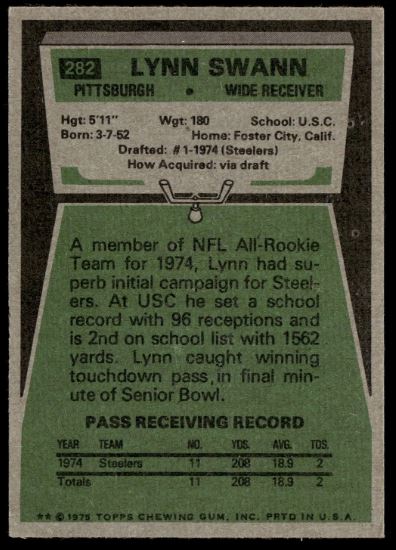 282 LYNN SWANN
PITTSBURGH • WIDE RECEIVER
Hgt: 5'11" Wgt: 180 School: U.S.C.
Born: 3-7-52 Home: Foster City, Calif.
Drafted: #1-1974 (Steelers)
How Acquired: via draft
A member of NFL All-Rookie
Team for 1974, Lynn had su-
perb initial campaign for Steel-
ers. At USC he set a school
record with 96 receptions and
is 2nd on school list with 1562
yards. Lynn caught winning
touchdown pass, in final min-
ute of Senior Bowl.
PASS RECEIVING RECORD
YEAR TEAM NO. YDS. AVG. TDS.
1974 Steelers 11 208 18.9 2
Totals 11 208 18.9 2
** © 1975 TOPPS CHEWING GUM, INC. PRTD IN U.S.A.